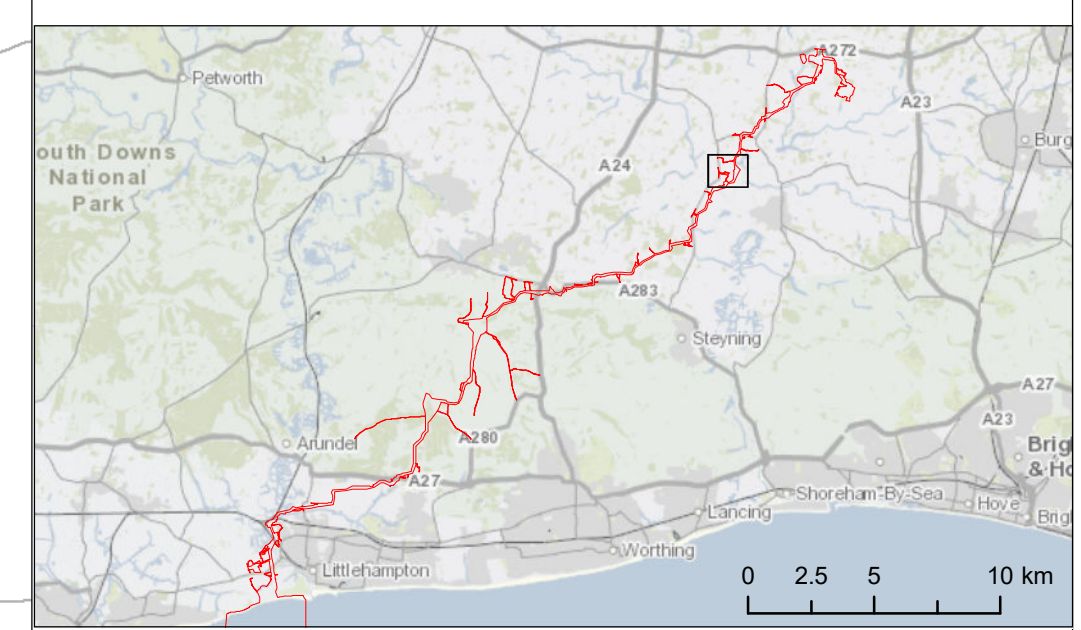 A272
Petworth
A23
Burg
outh Downs
National
Park
A24
A283
Steyning
A27
A23
Arundel
A280
Brig
& Ho
A27
Shoreham-By-Sea
Hove
Lancing
Brig
Worthing
Littlehampton
0 2.5 5 10 km